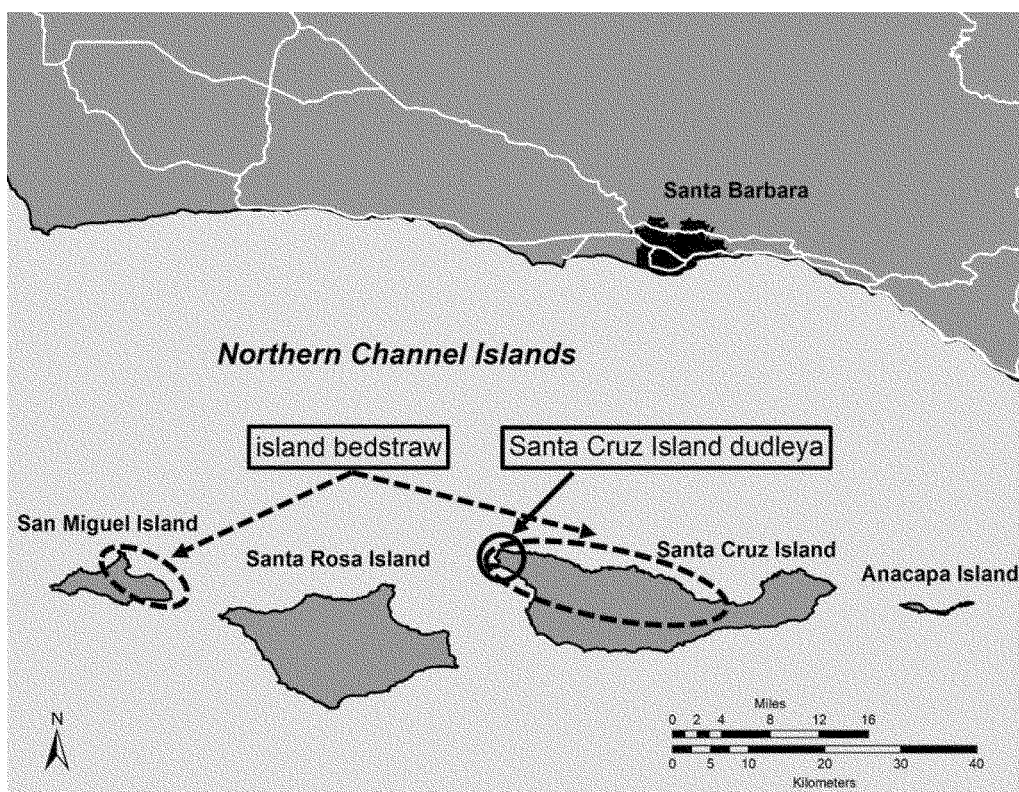 Santa Barbara
Northern Channel Islands
island bedstraw
Santa Cruz Island dudleya
San Miguel Island
Santa Rosa Island
Santa Cruz Island
Anacapa Island
N
Miles
0 2 4 8 12 16
0 5 10 20 30 40
Kilometers